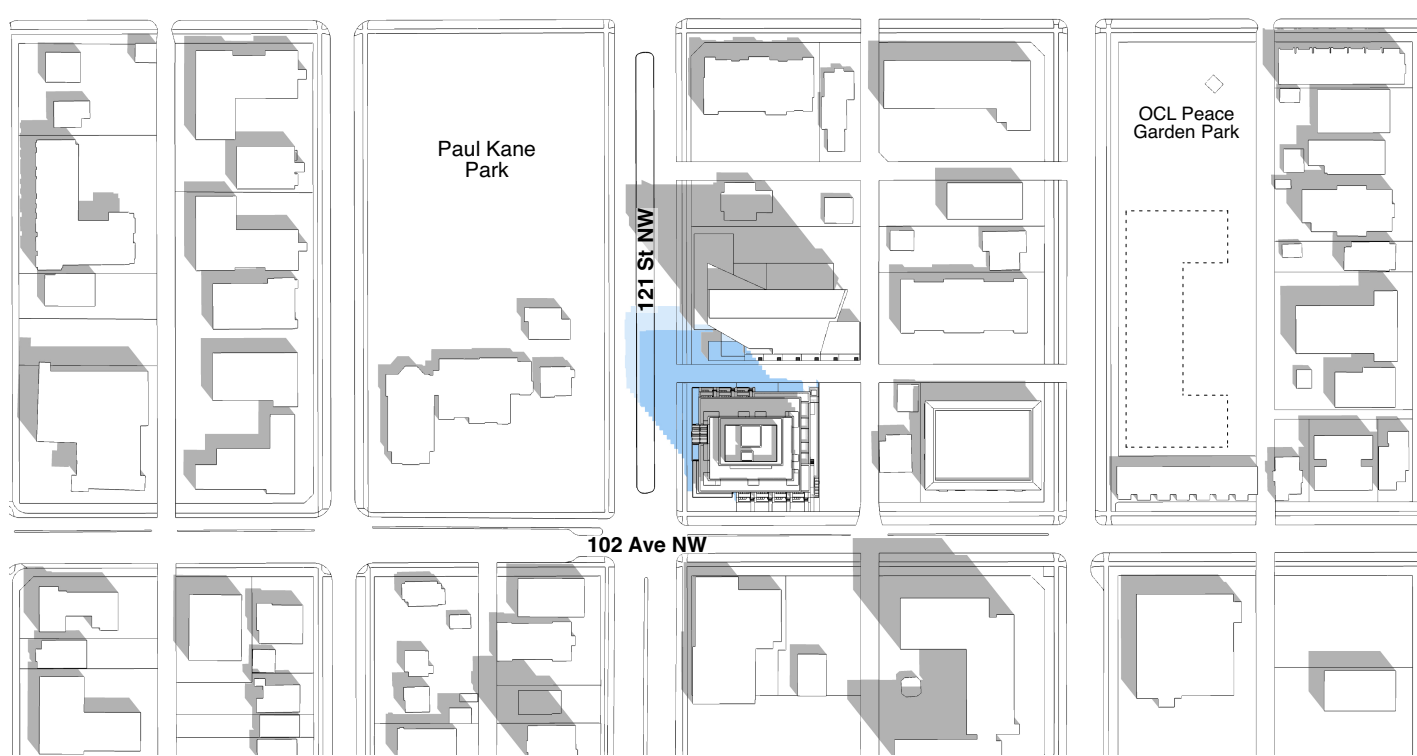 Paul Kane
Park
OCL Peace
Garden Park
121 St NW
102 Ave NW